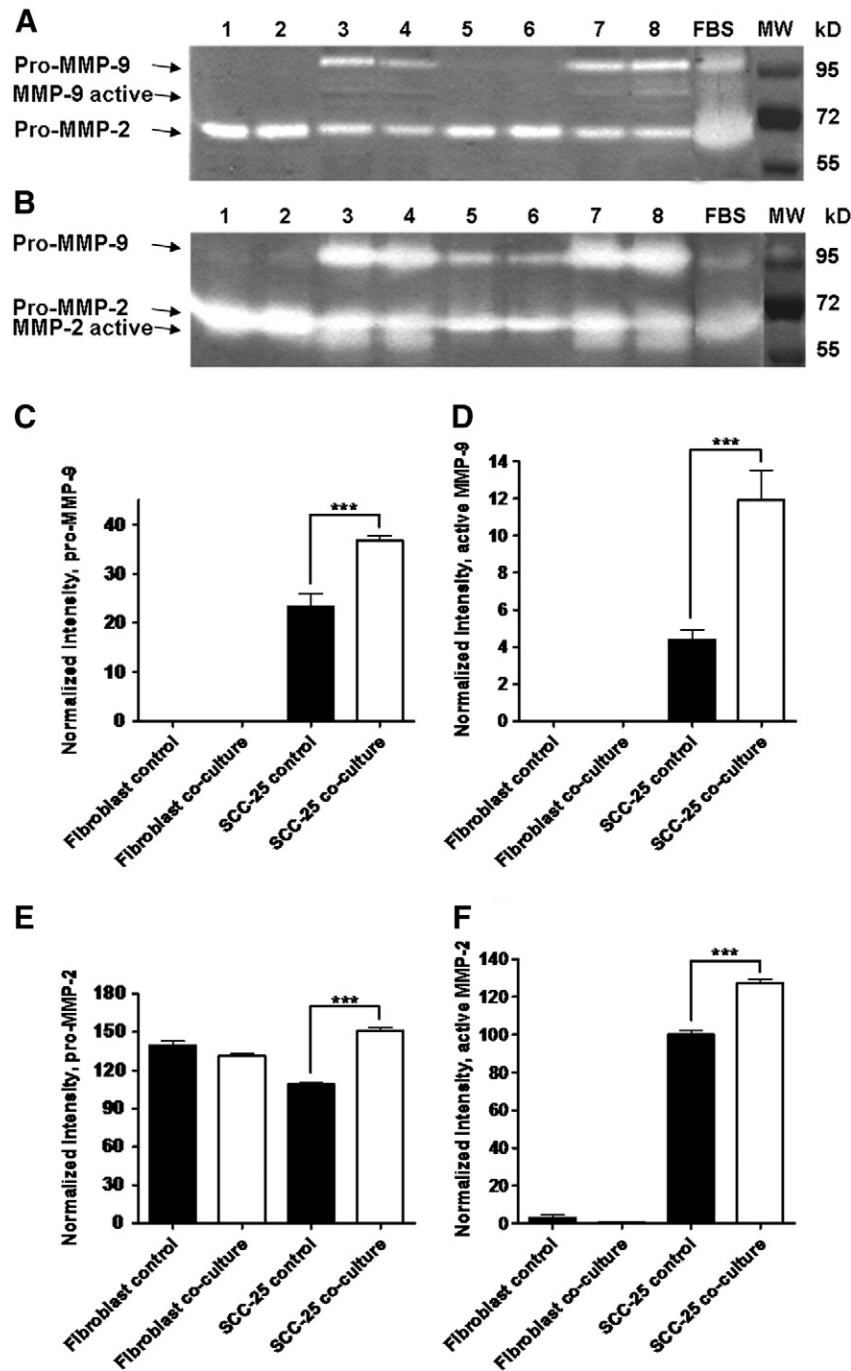 A
1 2 3 4 5 6 7 8 FBS MW kD
Pro-MMP-9
MMP-9 active
Pro-MMP-2
95
72
55
B
1 2 3 4 5 6 7 8 FBS MW kD
Pro-MMP-9
Pro-MMP-2
MMP-2 active
95
72
55
C
Normalized Intensity, pro-MMP-9
40
30
20
10
0
***
Fibroblast control
Fibroblast co-culture
SCC-25 control
SCC-25 co-culture
D
Normalized Intensity, active MMP-9
14
12
10
8
6
4
2
0
***
Fibroblast control
Fibroblast co-culture
SCC-25 control
SCC-25 co-culture
E
Normalized Intensity, pro-MMP-2
180
150
120
90
60
30
0
***
Fibroblast control
Fibroblast co-culture
SCC-25 control
SCC-25 co-culture
F
Normalized Intensity, active MMP-2
140
120
100
80
60
40
20
0
***
Fibroblast control
Fibroblast co-culture
SCC-25 control
SCC-25 co-culture